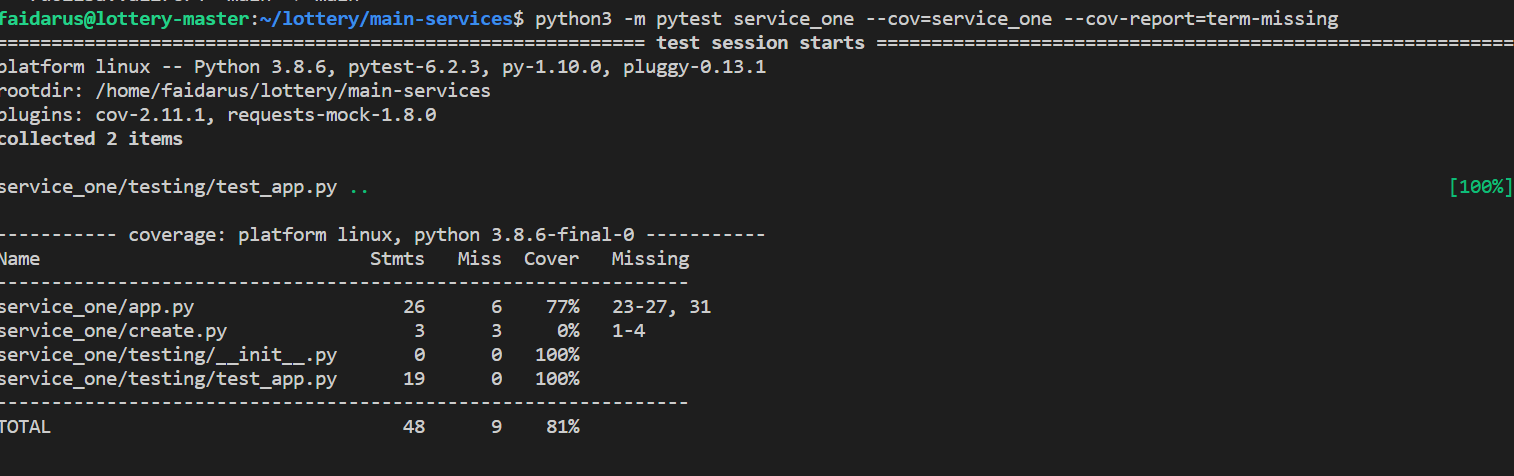 faidarus@lottery-master:~/lottery/main-services$ python3 -m pytest service_one --cov=service_one --cov-report=term-missing
======================================================== test session starts ========================================================
platform linux -- Python 3.8.6, pytest-6.2.3, py-1.10.0, pluggy-0.13.1
rootdir: /home/faidarus/lottery/main-services
plugins: cov-2.11.1, requests-mock-1.8.0
collected 2 items
service_one/testing/test_app.py .. [100%]
----------- coverage: platform linux, python 3.8.6-final-0 -----------
Name Stmts Miss Cover Missing
---------------------------------------------------------------
service_one/app.py 26 6 77% 23-27, 31
service_one/create.py 3 3 0% 1-4
service_one/testing/__init__.py 0 0 100%
service_one/testing/test_app.py 19 0 100%
---------------------------------------------------------------
TOTAL 48 9 81%